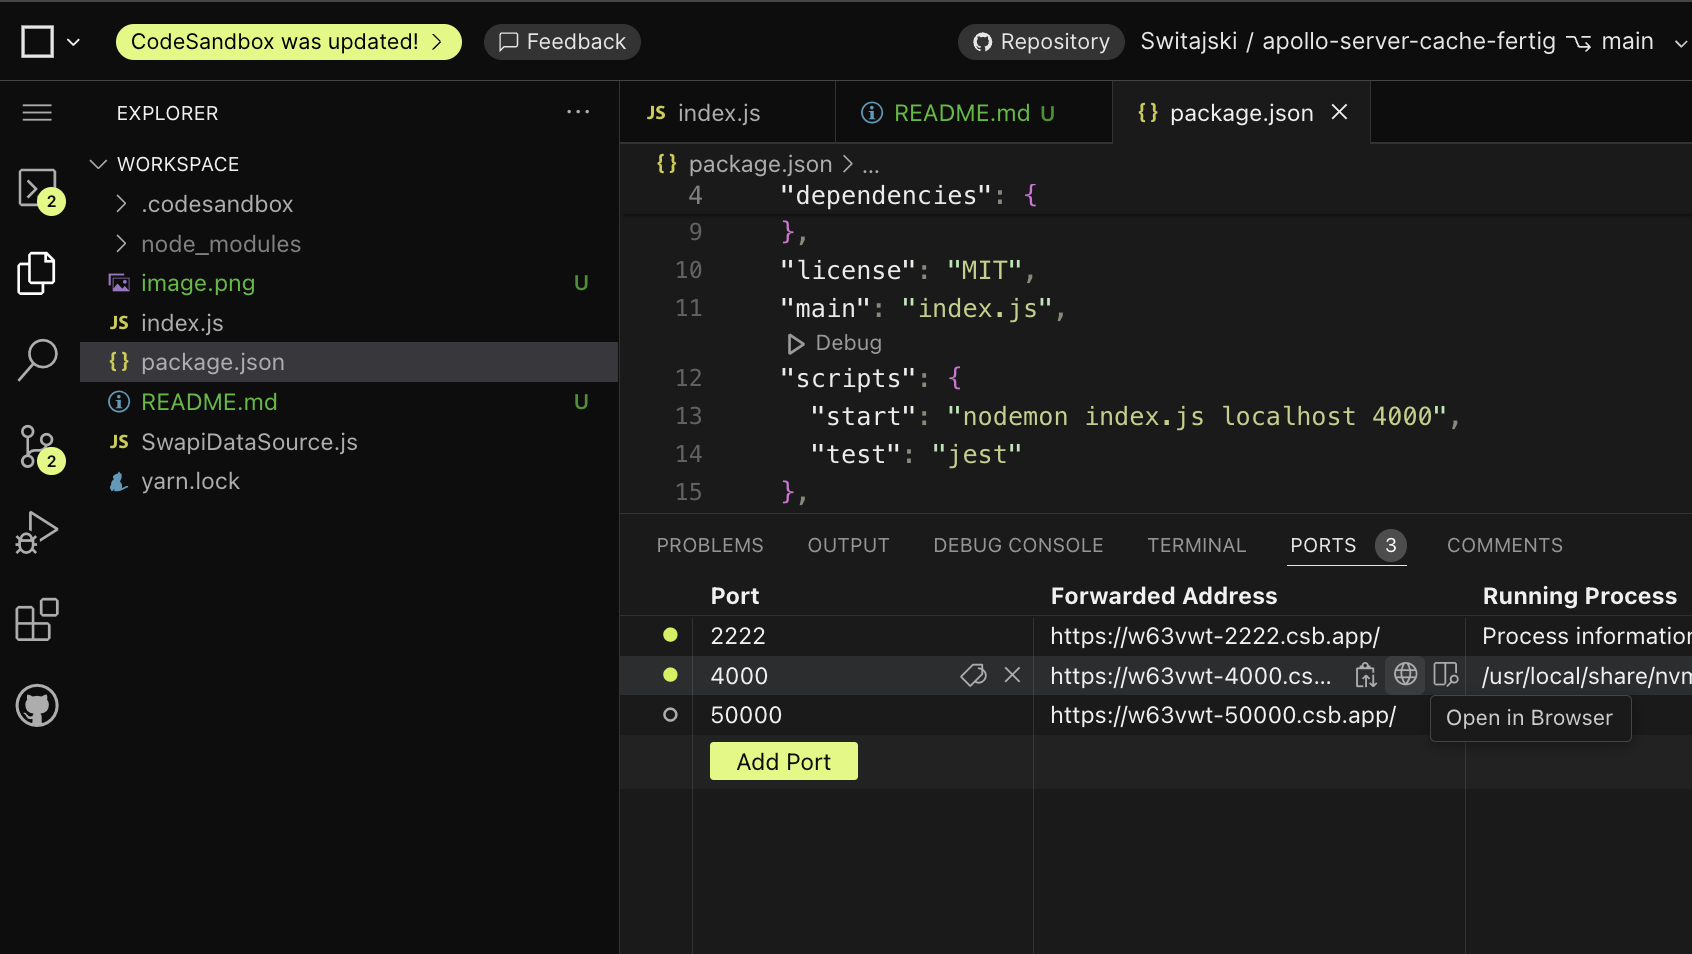 CodeSandbox was updated!
Feedback
Repository
Switajski / apollo-server-cache-fertig
main
EXPLORER
WORKSPACE
.codesandbox
node_modules
image.png U
JS index.js
{} package.json
README.md U
JS SwapiDataSource.js
yarn.lock
2
2
JS index.js
README.md U
{} package.json
{} package.json > ...
4 "dependencies": {
9 },
10 "license": "MIT",
11 "main": "index.js",
Debug
12 "scripts": {
13 "start": "nodemon index.js localhost 4000",
14 "test": "jest"
15 },
PROBLEMS OUTPUT DEBUG CONSOLE TERMINAL PORTS 3 COMMENTS
Port Forwarded Address Running Process
2222 https://w63vwt-2222.csb.app/ Process information
4000 https://w63vwt-4000.cs... /usr/local/share/nvm
50000 https://w63vwt-50000.csb.app/
Open in Browser
Add Port